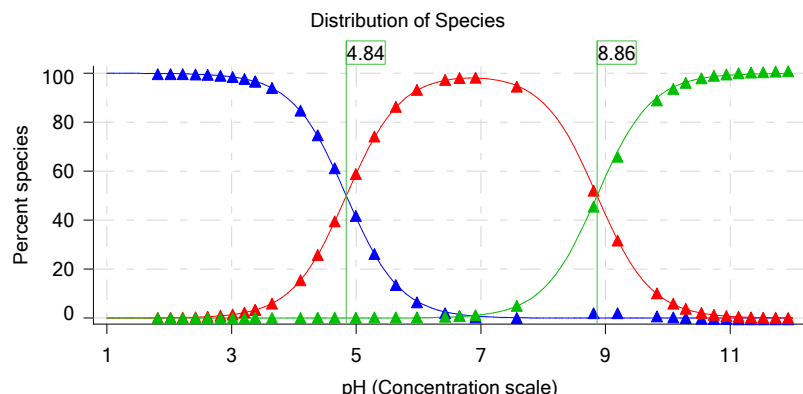 Distribution of Species
4.84
8.86
100
80
60
40
20
0
Percent species
1 3 5 7 9 11
pH (Concentration scale)